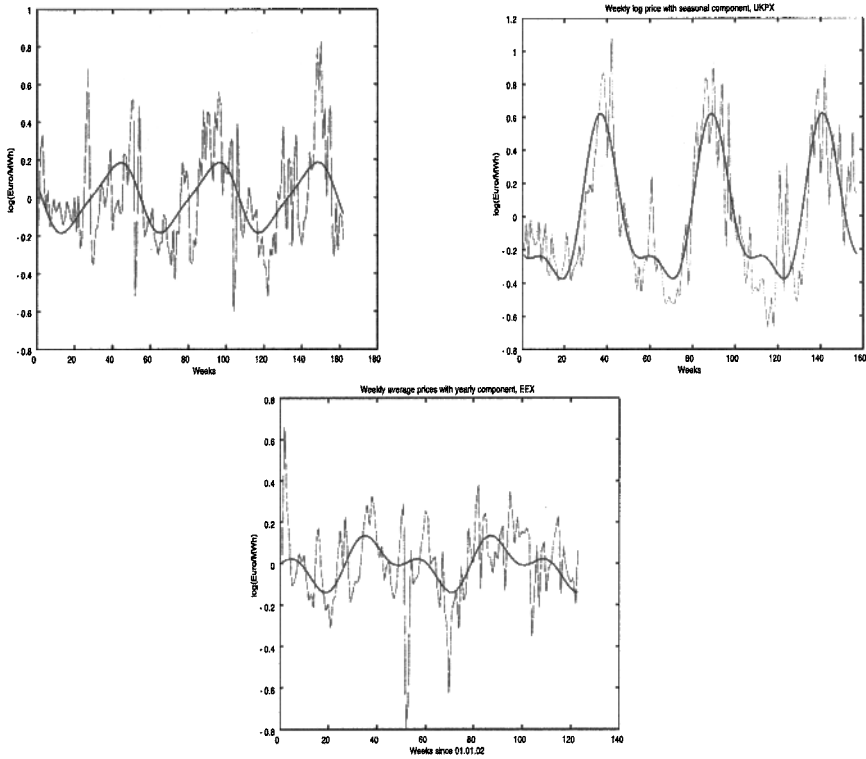 1
0.8
0.6
0.4
0.2
0
- 0.2
- 0.4
- 0.6
- 0.8
0 20 40 60 80 100 120 140 160 180
Weeks
log(Euro/MWh)
Weekly log price with seasonal component, UKPX
1.2
1
0.8
0.6
0.4
0.2
0
- 0.2
- 0.4
- 0.6
- 0.8
0 20 40 60 80 100 120 140 160
Weeks
log(Euro/MWh)
Weekly average prices with yearly component, EEX
0.8
0.6
0.4
0.2
0
- 0.2
- 0.4
- 0.6
- 0.8
0 20 40 60 80 100 120 140
Weeks since 01.01.02
log(Euro/MWh)